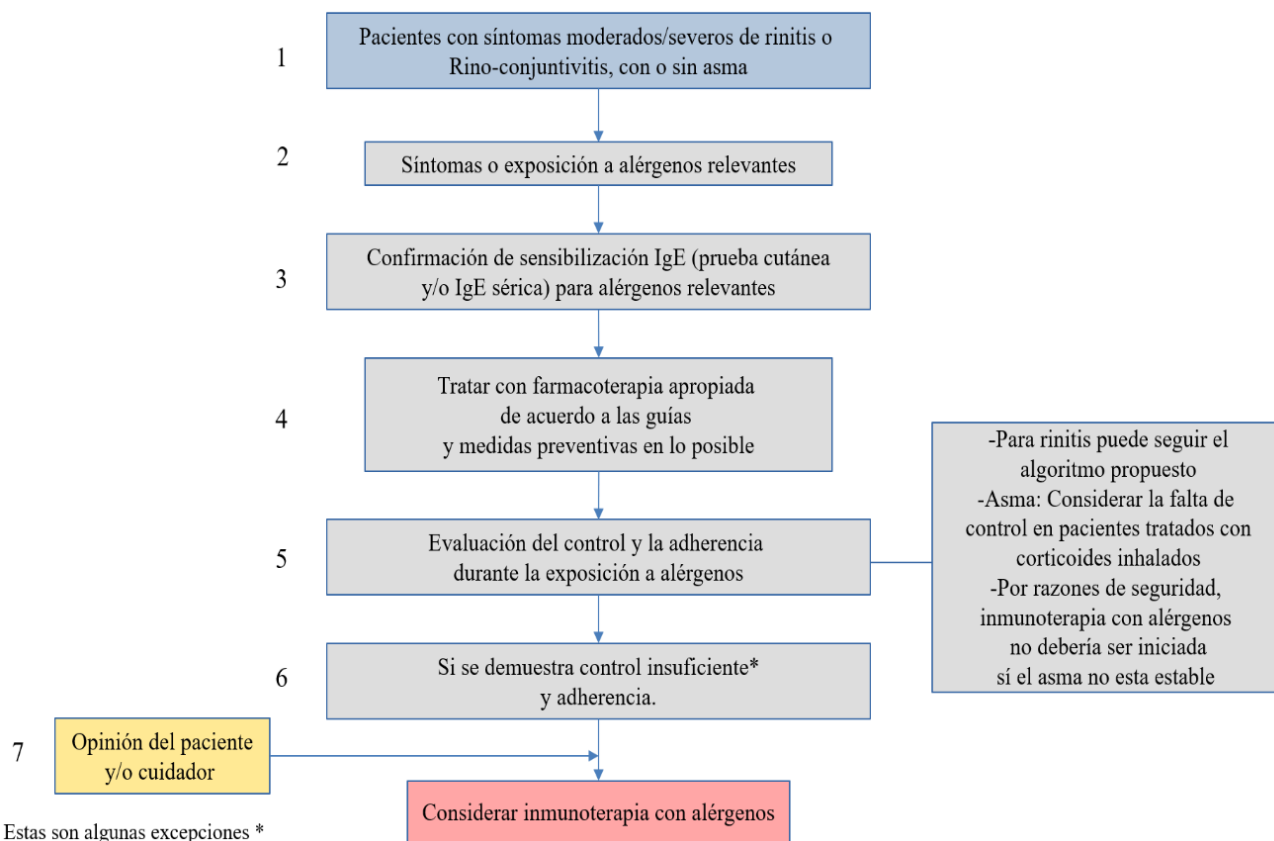 1
Pacientes con síntomas moderados/severos de rinitis o
Rino-conjuntivitis, con o sin asma
2
Síntomas o exposición a alérgenos relevantes
3
Confirmación de sensibilización IgE (prueba cutánea
y/o IgE sérica) para alérgenos relevantes
4
Tratar con farmacoterapia apropiada
de acuerdo a las guías
y medidas preventivas en lo posible
5
Evaluación del control y la adherencia
durante la exposición a alérgenos
-Para rinitis puede seguir el
algoritmo propuesto
-Asma: Considerar la falta de
control en pacientes tratados con
corticoides inhalados
-Por razones de seguridad,
inmunoterapia con alérgenos
no debería ser iniciada
sí el asma no esta estable
6
Si se demuestra control insuficiente*
y adherencia.
7
Opinión del paciente
y/o cuidador
Considerar inmunoterapia con alérgenos
Estas son algunas excepciones *